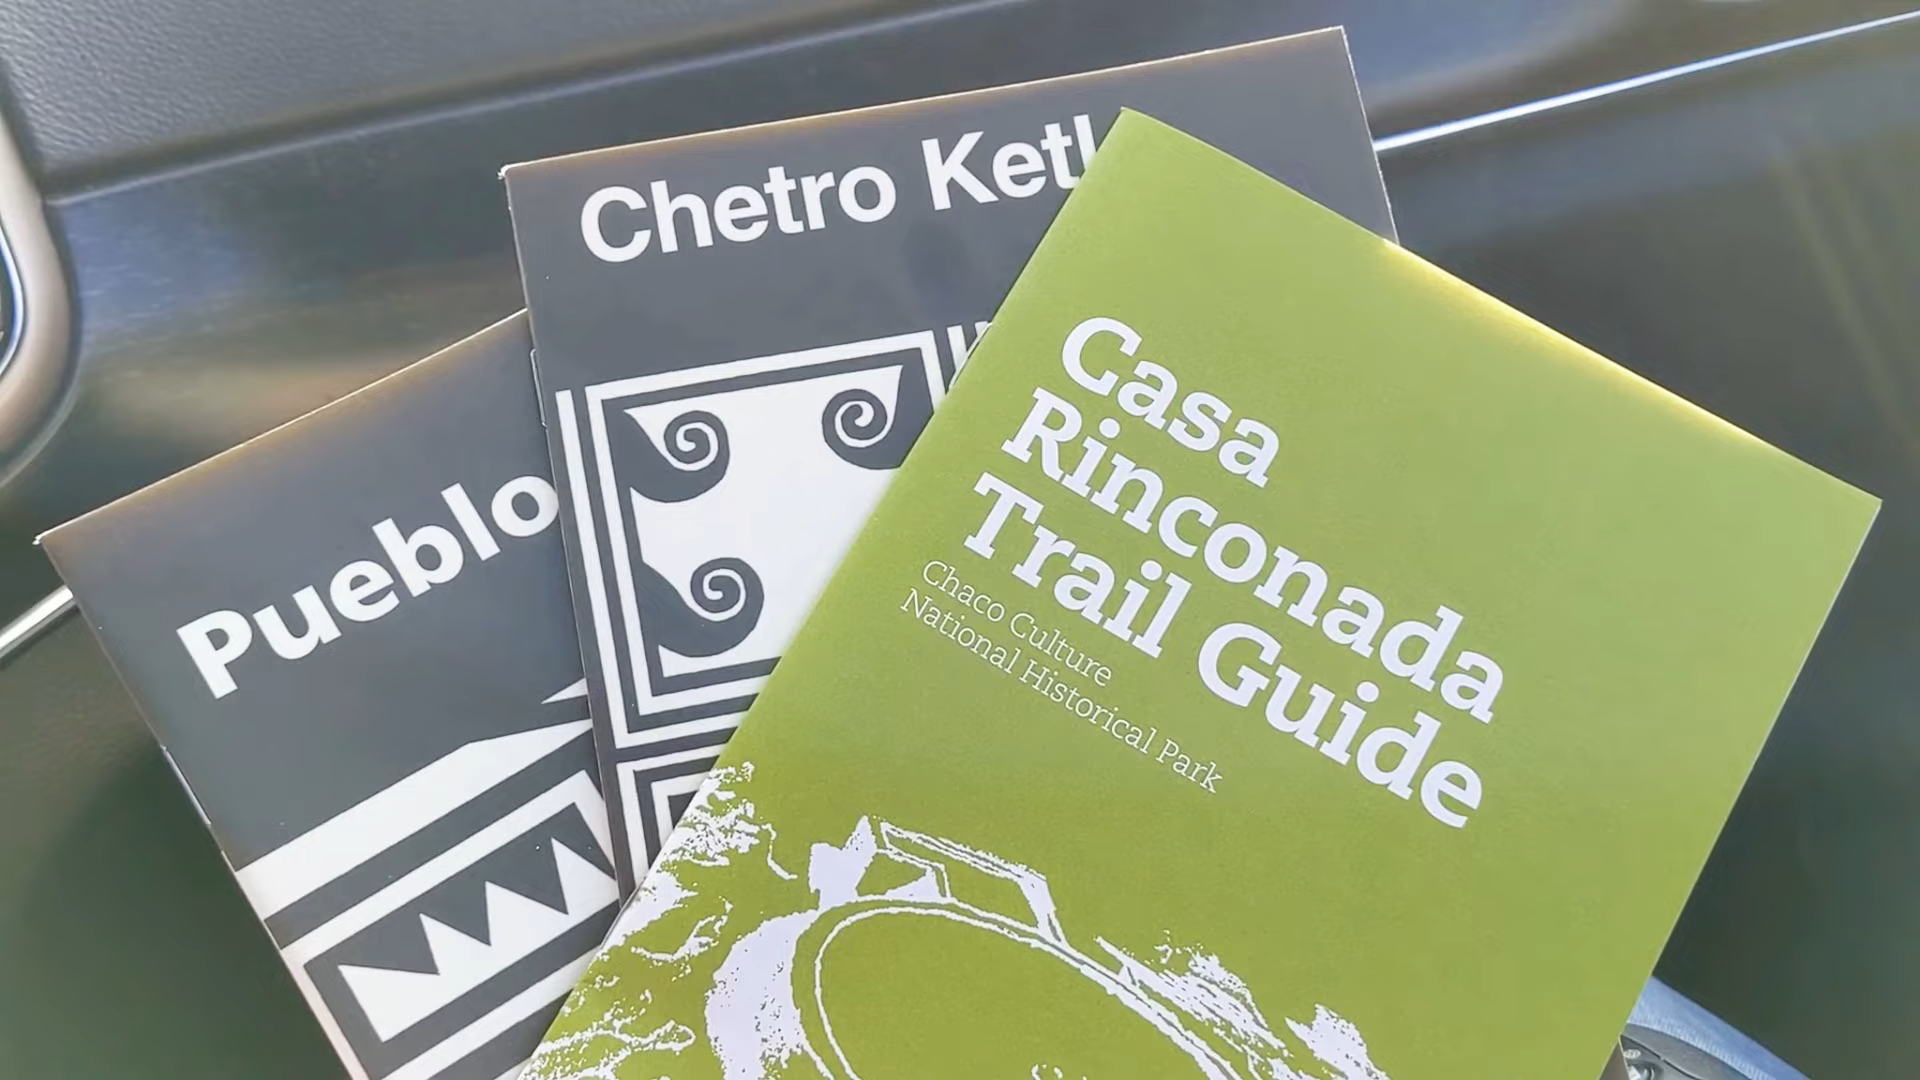 Chetro Ketl
Pueblo
Casa
Rinconada
Trail Guide
Chaco Culture
National Historical Park